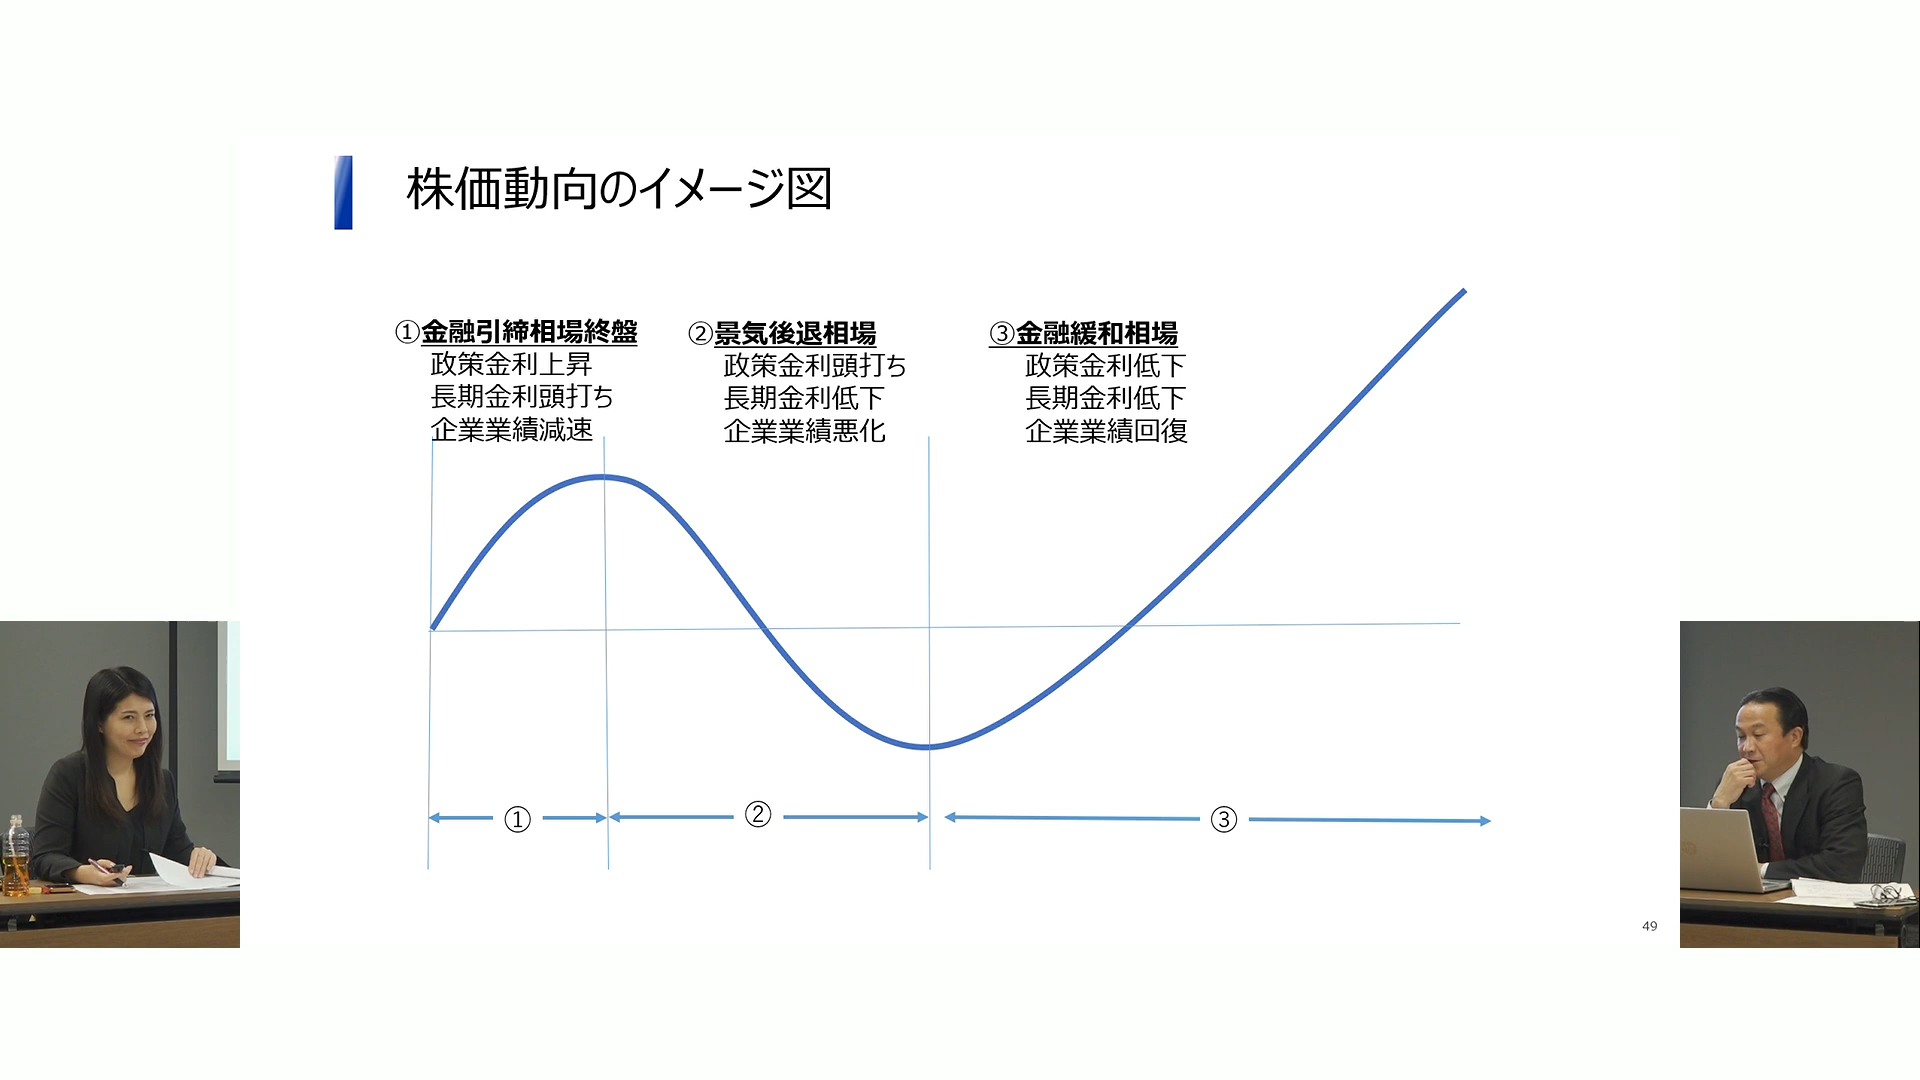 株価動向のイメージ図
①金融引締相場終盤
政策金利上昇
長期金利頭打ち
企業業績減速
②景気後退相場
政策金利頭打ち
長期金利低下
企業業績悪化
③金融緩和相場
政策金利低下
長期金利低下
企業業績回復
①
②
③
49